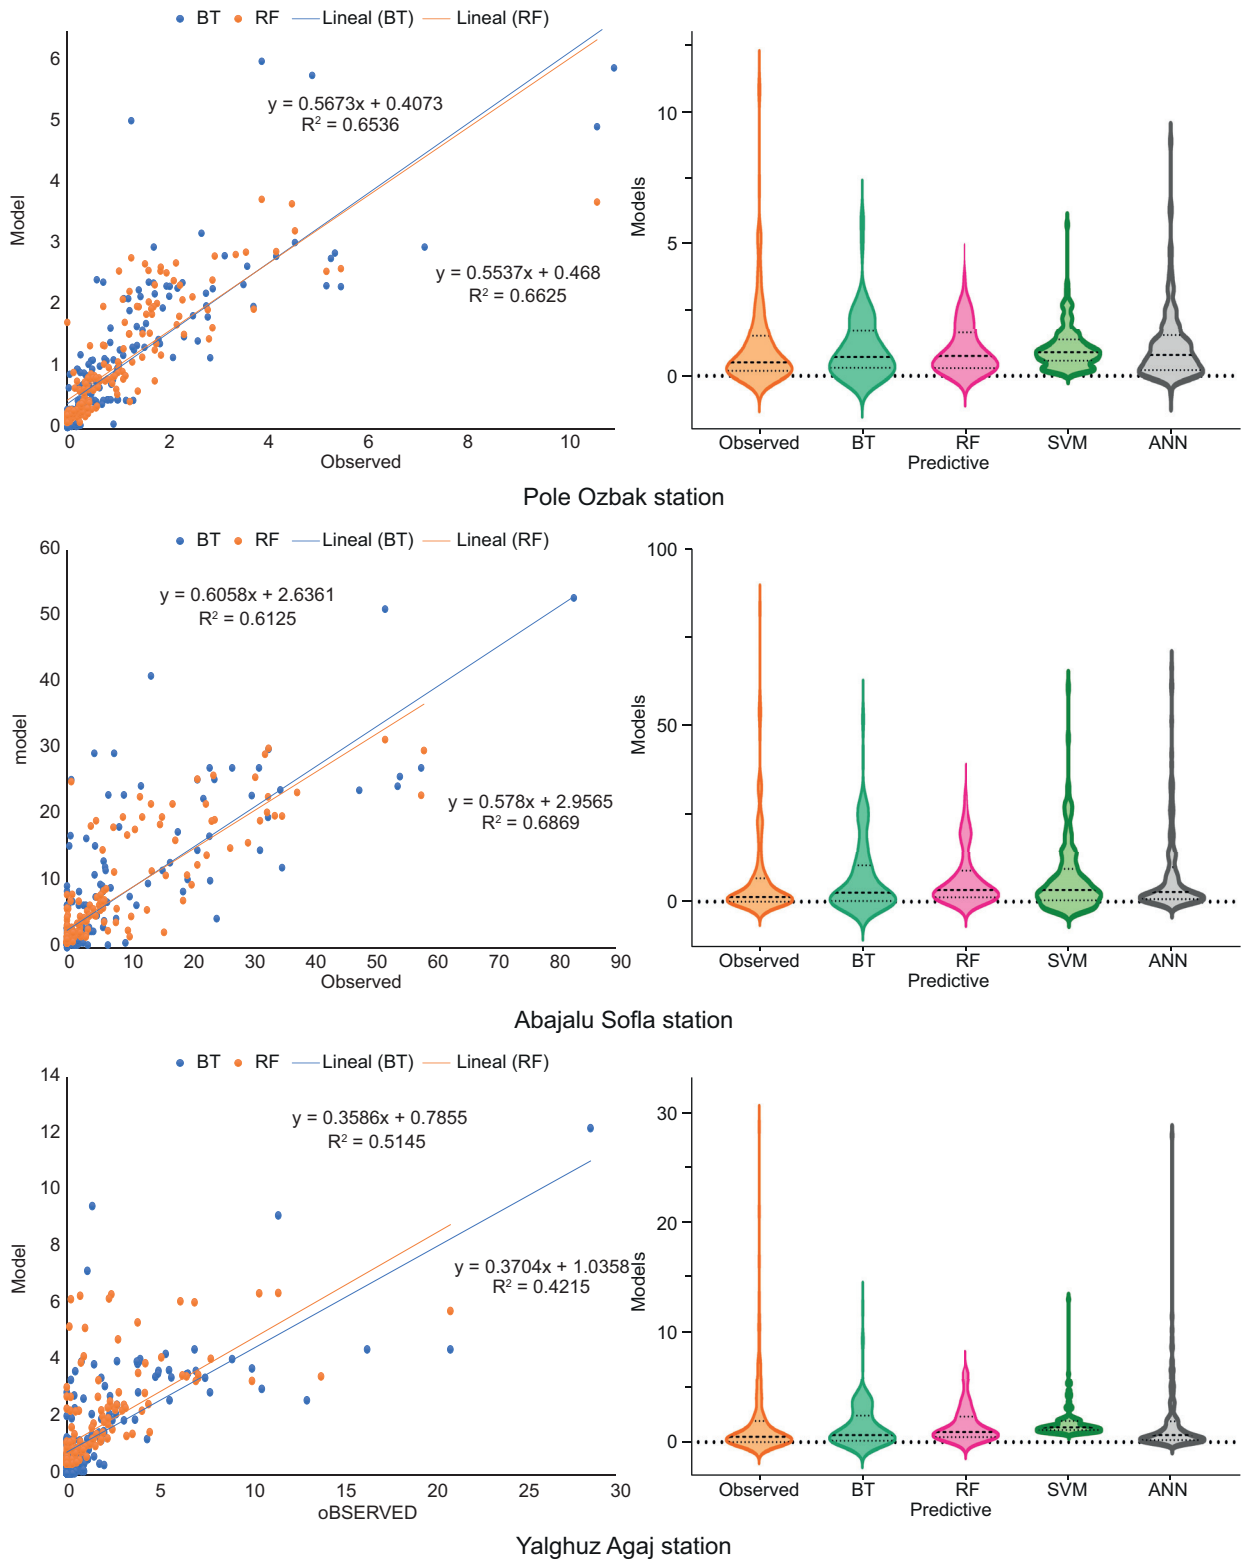 BT RF Lineal (BT) Lineal (RF)
6
5
4
3
2
1
0
Model
y = 0.5673x + 0.4073
R² = 0.6536
y = 0.5537x + 0.468
R² = 0.6625
0 2 4 6 8 10
Observed
10
5
0
Models
Observed BT RF SVM ANN
Predictive
Pole Ozbak station
BT RF Lineal (BT) Lineal (RF)
60
50
40
30
20
10
0
model
y = 0.6058x + 2.6361
R² = 0.6125
y = 0.578x + 2.9565
R² = 0.6869
0 10 20 30 40 50 60 70 80 90
Observed
100
50
0
Models
Observed BT RF SVM ANN
Predictive
Abajalu Sofla station
BT RF Lineal (BT) Lineal (RF)
14
12
10
8
6
4
2
0
Model
y = 0.3586x + 0.7855
R² = 0.5145
y = 0.3704x + 1.0358
R² = 0.4215
0 5 10 15 20 25 30
oBSERVED
30
20
10
0
Models
Observed BT RF SVM ANN
Predictive
Yalghuz Agaj station